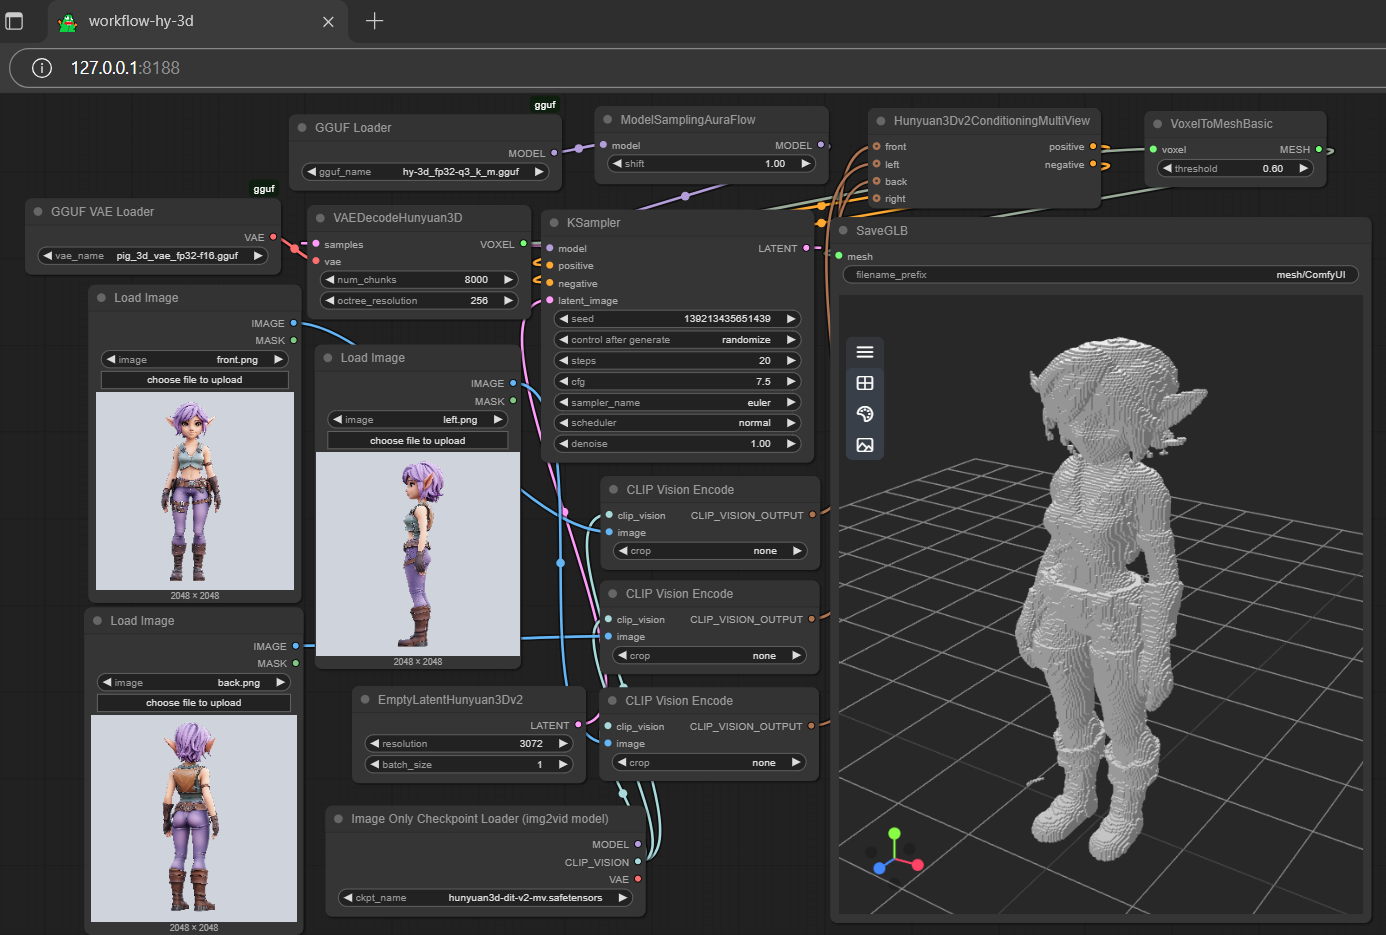 workflow-hy-3d
127.0.0.1:8188
gguf
GGUF Loader
MODEL
gguf_name hy-3d_fp32-q3_k_m.gguf
ModelSamplingAuraFlow
model MODEL
shift 1.00
Hunyuan3Dv2ConditioningMultiView
front positive
left negative
back
right
VoxelToMeshBasic
voxel MESH
threshold 0.60
gguf
GGUF VAE Loader
VAE
vae_name pig_3d_vae_fp32-f16.gguf
VAEDecodeHunyuan3D
samples VOXEL
vae
num_chunks 8000
octree_resolution 256
KSampler
model LATENT
positive
negative
latent_image
seed 139213435651439
control after generate randomize
steps 20
cfg 7.5
sampler_name euler
scheduler normal
denoise 1.00
SaveGLB
mesh
filename_prefix mesh/ComfyUI
Load Image
IMAGE
MASK
image front.png
choose file to upload
2048 × 2048
Load Image
IMAGE
MASK
image left.png
choose file to upload
2048 × 2048
CLIP Vision Encode
clip_vision CLIP_VISION_OUTPUT
image
crop none
CLIP Vision Encode
clip_vision CLIP_VISION_OUTPUT
image
crop none
Load Image
IMAGE
MASK
image back.png
choose file to upload
2048 × 2048
EmptyLatentHunyuan3Dv2
LATENT
resolution 3072
batch_size 1
CLIP Vision Encode
clip_vision CLIP_VISION_OUTPUT
image
crop none
Image Only Checkpoint Loader (img2vid model)
MODEL
CLIP_VISION
VAE
ckpt_name hunyuan3d-dit-v2-mv.safetensors